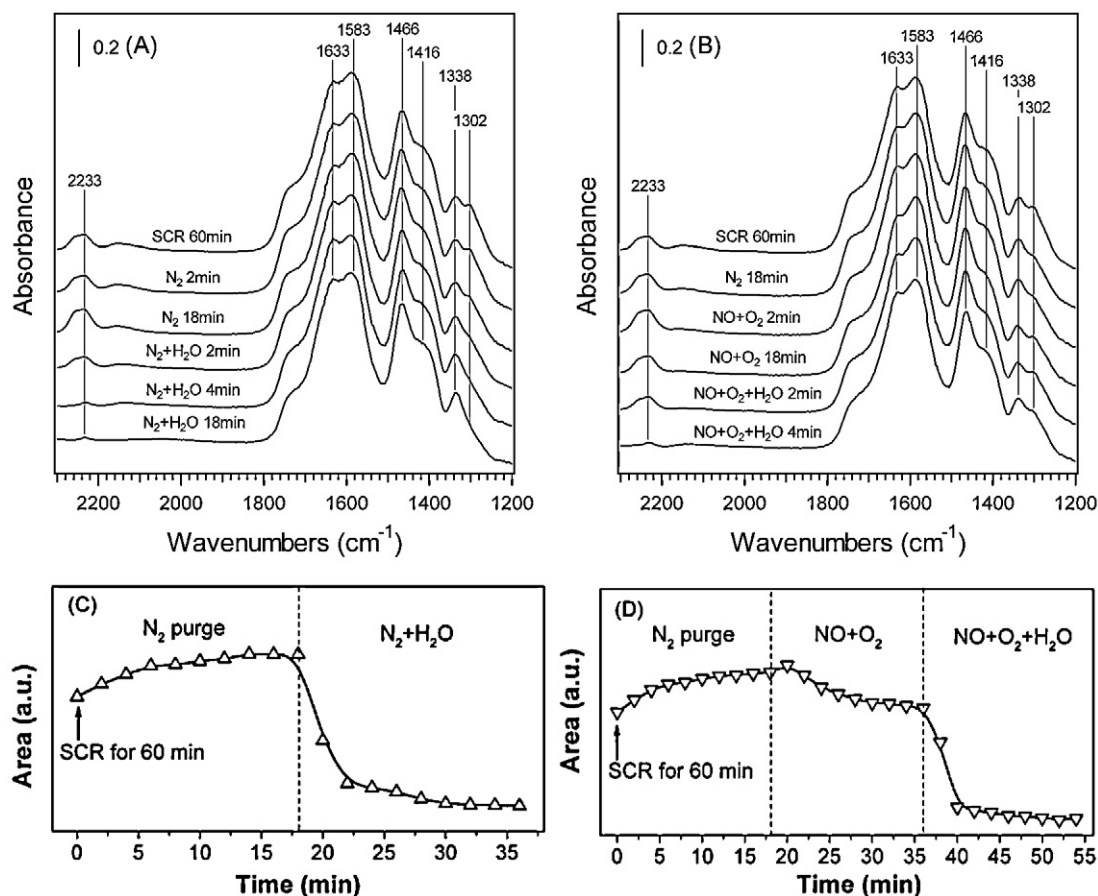 0.2 (A)
1583
1466
1633
1416
1338
1302
2233
SCR 60min
N₂ 2min
N₂ 18min
N₂+H₂O 2min
N₂+H₂O 4min
N₂+H₂O 18min
Absorbance
2200 2000 1800 1600 1400 1200
Wavenumbers (cm⁻¹)
0.2 (B)
1583
1466
1633
1416
1338
1302
2233
SCR 60min
N₂ 18min
NO+O₂ 2min
NO+O₂ 18min
NO+O₂+H₂O 2min
NO+O₂+H₂O 4min
Absorbance
2200 2000 1800 1600 1400 1200
Wavenumbers (cm⁻¹)
(C)
N₂ purge
N₂+H₂O
SCR for 60 min
Area (a.u.)
0 5 10 15 20 25 30 35
Time (min)
(D)
N₂ purge
NO+O₂
NO+O₂+H₂O
SCR for 60 min
Area (a.u.)
0 5 10 15 20 25 30 35 40 45 50 55
Time (min)